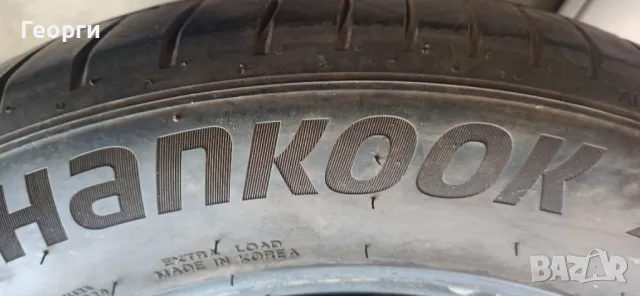 Георги
Hankook
EXTRA LOAD
MADE IN KOREA
BAZAR